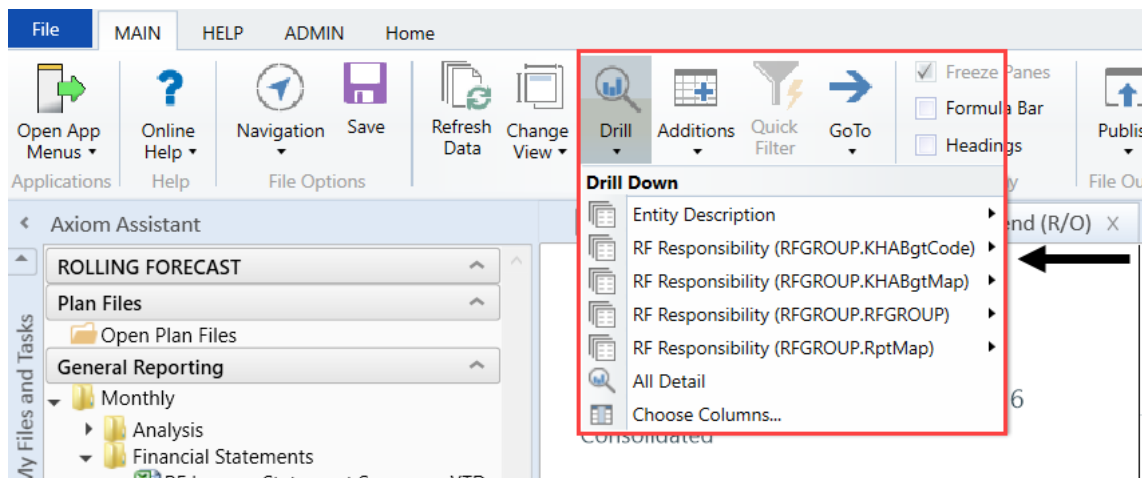 File MAIN HELP ADMIN Home
Open App Menus
Online Help
Navigation
Save
Refresh Data
Change View
Drill
Additions
Quick Filter
GoTo
Freeze Panes
Formula Bar
Headings
Applications
Help
File Options
Drill Down
Entity Description
RF Responsibility (RFGROUP.KHABgtCode)
RF Responsibility (RFGROUP.KHABgtMap)
RF Responsibility (RFGROUP.RFGROUP)
RF Responsibility (RFGROUP.RptMap)
All Detail
Choose Columns...
(R/O) X
6
Consolidated
Axiom Assistant
My Files and Tasks
ROLLING FORECAST
Plan Files
Open Plan Files
General Reporting
Monthly
Analysis
Financial Statements